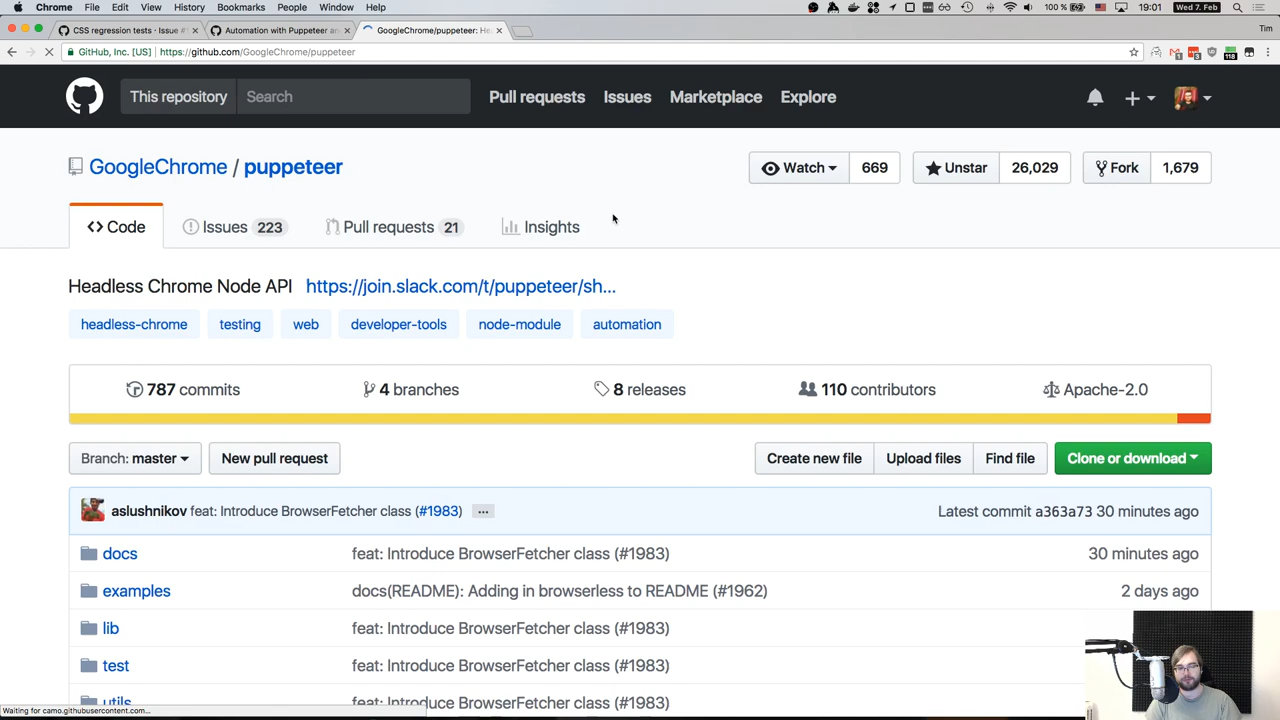 Chrome File Edit View History Bookmarks People Window Help 100 % 19:01 Wed 7. Feb
CSS regression tests · Issue # Automation with Puppeteer an GoogleChrome/puppeteer: He Tim
GitHub, Inc. [US] https://github.com/GoogleChrome/puppeteer
This repository Search Pull requests Issues Marketplace Explore
GoogleChrome / puppeteer Watch 669 Unstar 26,029 Fork 1,679
Code Issues 223 Pull requests 21 Insights
Headless Chrome Node API https://join.slack.com/t/puppeteer/sh...
headless-chrome testing web developer-tools node-module automation
787 commits 4 branches 8 releases 110 contributors Apache-2.0
Branch: master New pull request Create new file Upload files Find file Clone or download
aslushnikov feat: Introduce BrowserFetcher class (#1983) ... Latest commit a363a73 30 minutes ago
docs feat: Introduce BrowserFetcher class (#1983) 30 minutes ago
examples docs(README): Adding in browserless to README (#1962) 2 days ago
lib feat: Introduce BrowserFetcher class (#1983)
test feat: Introduce BrowserFetcher class (#1983)
utils feat: Introduce BrowserFetcher class (#1983)
Waiting for camo.githubusercontent.com...